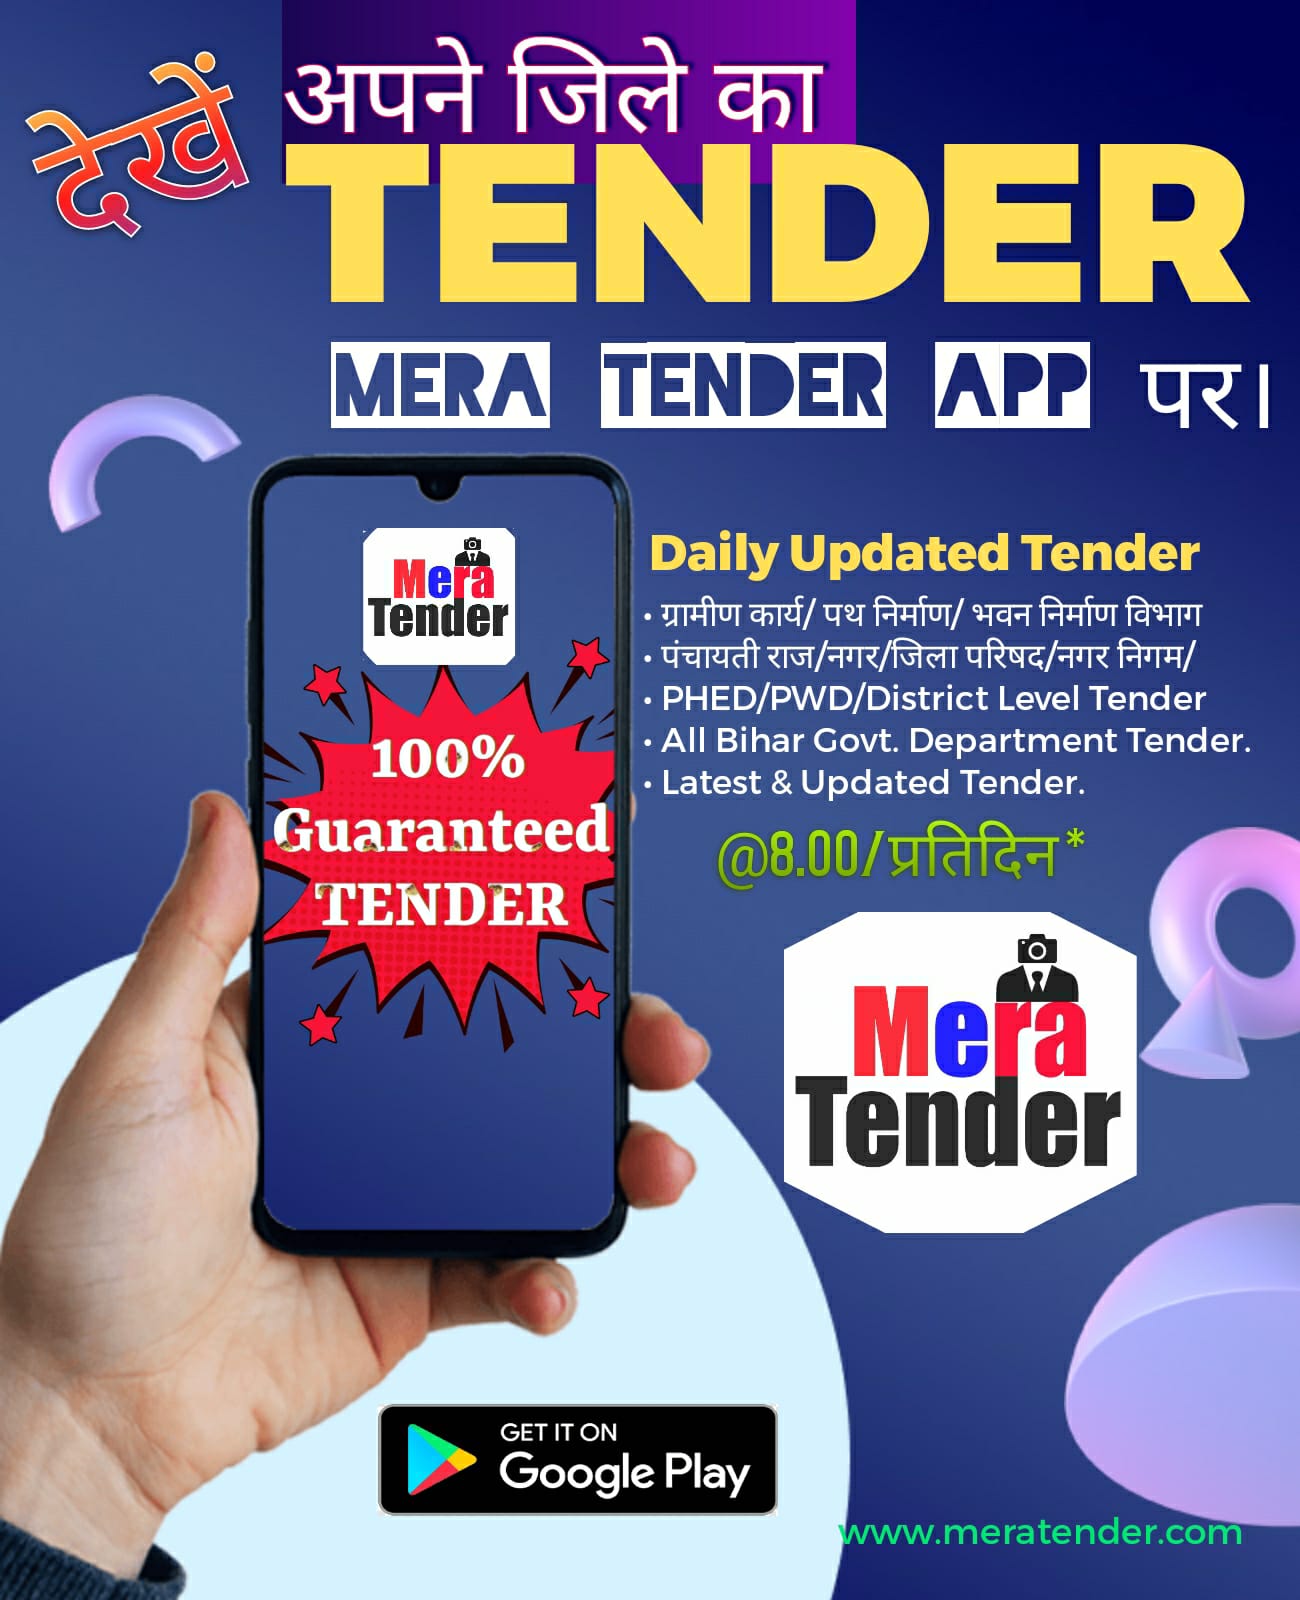 देखें
अपने जिले का
TENDER
MERA TENDER APP पर।
Mera
Tender
100%
Guaranteed
TENDER
Daily Updated Tender
• ग्रामीण कार्य/ पथ निर्माण/ भवन निर्माण विभाग
• पंचायती राज/नगर/जिला परिषद/नगर निगम/
• PHED/PWD/District Level Tender
• All Bihar Govt. Department Tender.
• Latest & Updated Tender.
@8.00/प्रतिदिन*
Mera
Tender
GET IT ON
Google Play
www.meratender.com